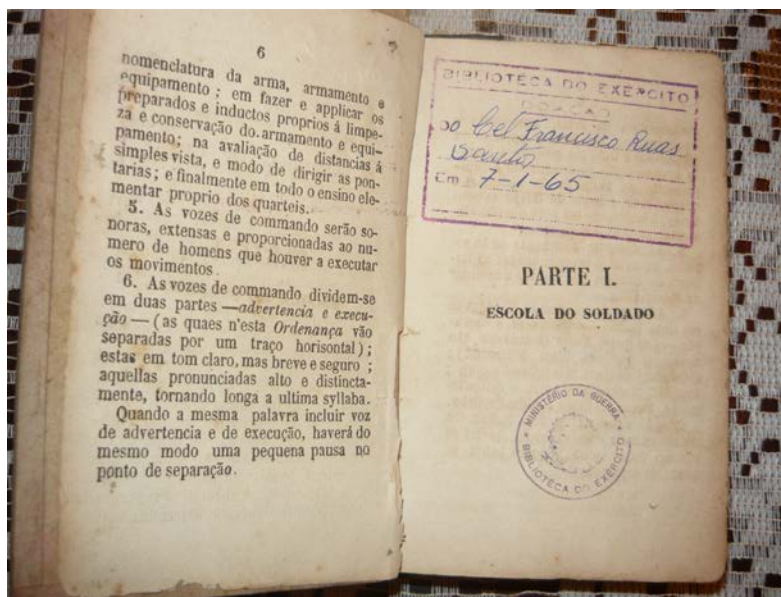 6
nomenclatura da arma, armamento e
equipamento ; em fazer e applicar os
preparados e inductos proprios á limpe-
za e conservação do armamento e equi-
pamento; na avaliação de distancias á
simples vista, e modo de dirigir as pon-
tarias; e finalmente em todo o ensino ele-
mentar proprio dos quarteis.
5. As vozes de commando serão so-
noras, extensas e proporcionadas ao nu-
mero de homens que houver a executar
os movimentos.
6. As vozes de commando dividem-se
em duas partes —advertencia e execu-
ção — (as quaes n'esta Ordenança vão
separadas por um traço horisontal) ;
estas em tom claro, mas breve e seguro ;
aquellas pronunciadas alto e distincta-
mente, tornando longa a ultima syllaba.
Quando a mesma palavra incluir voz
de advertencia e de execução, haverá do
mesmo modo uma pequena pausa no
ponto de separação.
BIBLIOTECA DO EXERCITO
DOAÇÃO
DO Cel Francisco Ruas
Santos
Em 7-1-65
PARTE I.
ESCOLA DO SOLDADO
MINISTÉRIO DA GUERRA
BIBLIOTECA DO EXÉRCITO